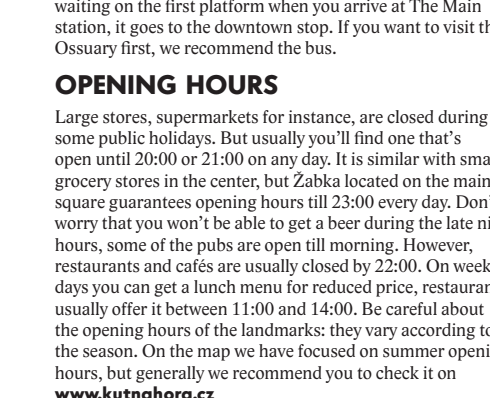 waiting on the first platform when you arrive at The Main
station, it goes to the downtown stop. If you want to visit th
Ossuary first, we recommend the bus.
OPENING HOURS
Large stores, supermarkets for instance, are closed during
some public holidays. But usually you'll find one that's
open until 20:00 or 21:00 on any day. It is similar with sma
grocery stores in the center, but Žabka located on the main
square guarantees opening hours till 23:00 every day. Don'
worry that you won't be able to get a beer during the late ni
hours, some of the pubs are open till morning. However,
restaurants and cafés are usually closed by 22:00. On week
days you can get a lunch menu for reduced price, restauran
usually offer it between 11:00 and 14:00. Be careful about
the opening hours of the landmarks: they vary according to
the season. On the map we have focused on summer openi
hours, but generally we recommend you to check it on
www.kutnahora.cz